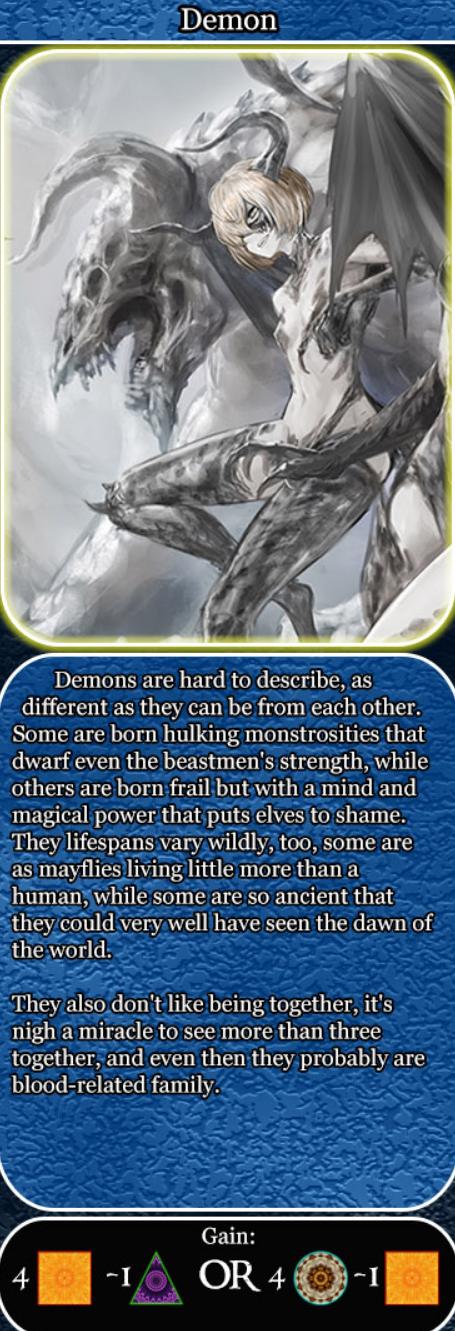 Demon
Demons are hard to describe, as
different as they can be from each other.
Some are born hulking monstrosities that
dwarf even the beastmen's strength, while
others are born frail but with a mind and
magical power that puts elves to shame.
They lifespans vary wildly, too, some are
as mayflies living little more than a
human, while some are so ancient that
they could very well have seen the dawn of
the world.
They also don't like being together, it's
nigh a miracle to see more than three
together, and even then they probably are
blood-related family.
Gain:
4 -1 OR 4 -1